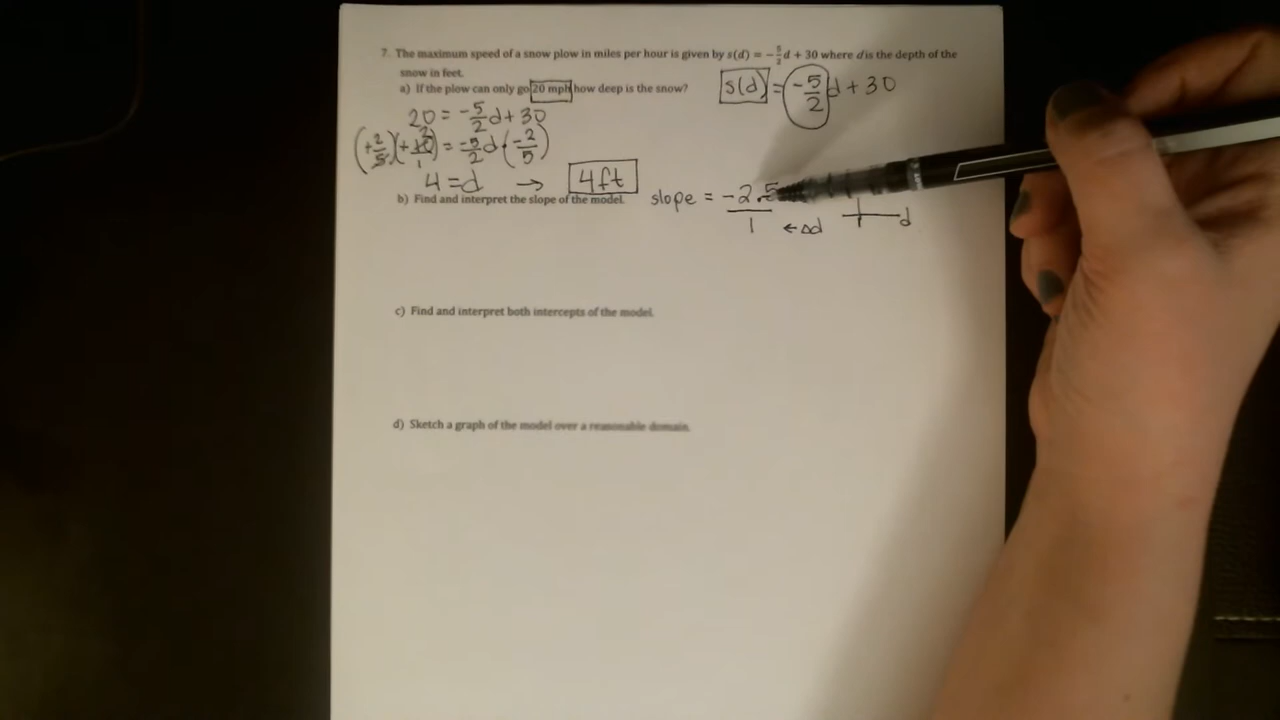 7. The maximum speed of a snow plow in miles per hour is given by s(d) = -5/2 d + 30 where d is the depth of the
snow in feet.
a) If the plow can only go 20 mph how deep is the snow?
s(d) = -5/2 d + 30
20 = -5/2 d + 30
(+2/5)(+10) = -5/2 d (-2/5)
4 = d → 4ft
b) Find and interpret the slope of the model.
slope = -2.5
1 ← Δd
d
c) Find and interpret both intercepts of the model.
d) Sketch a graph of the model over a reasonable domain.